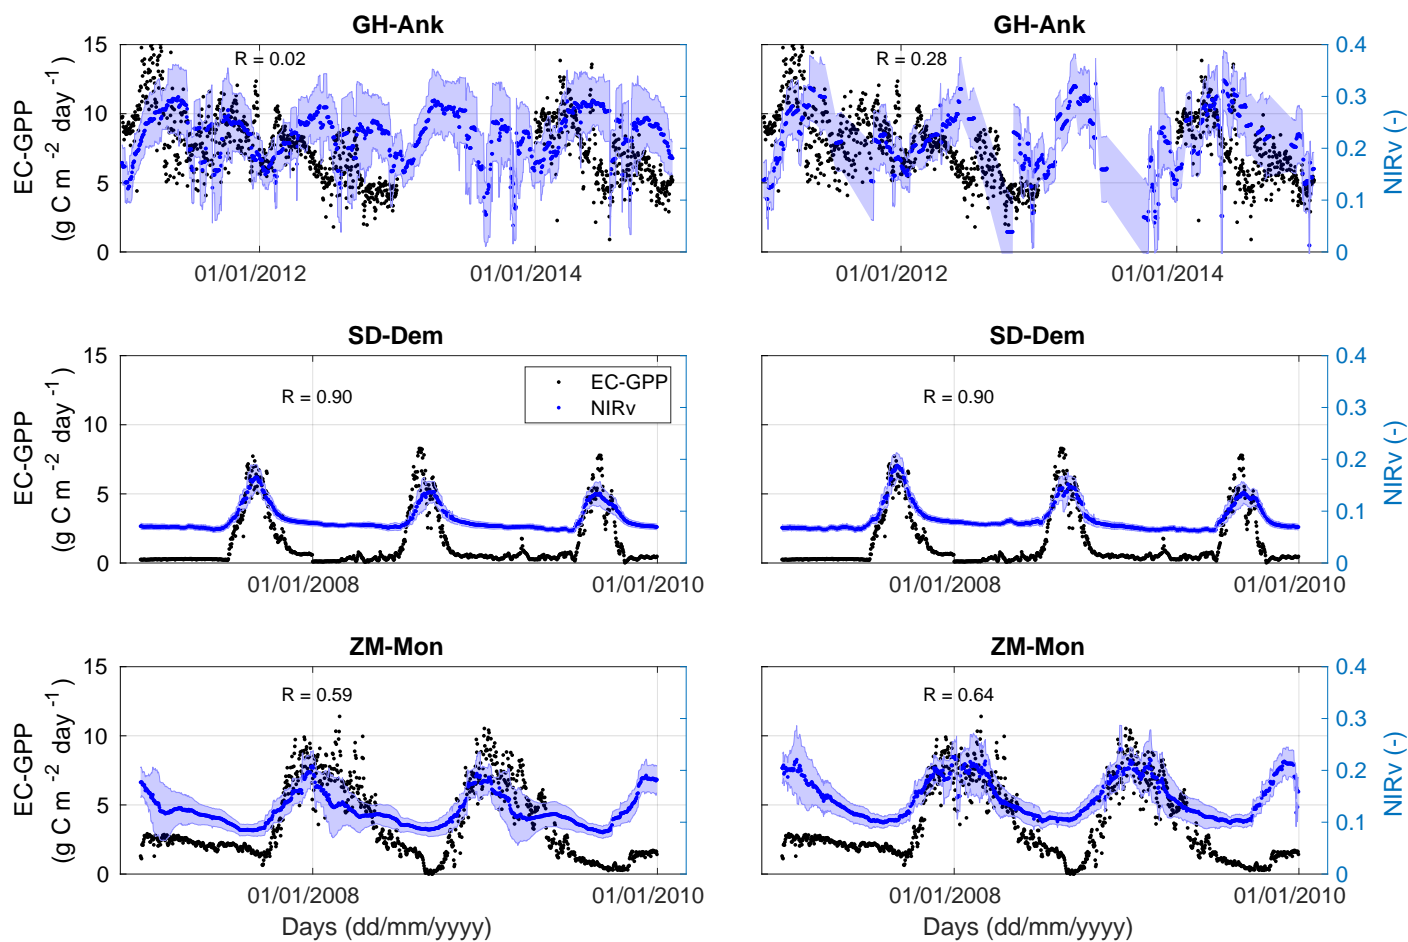 GH-Ank
GH-Ank
15
10
5
0
EC-GPP
(g C m -2 day -1)
R = 0.02
01/01/2012
01/01/2014
R = 0.28
01/01/2012
01/01/2014
0.4
0.3
0.2
0.1
0
NIRv (-)
SD-Dem
SD-Dem
15
10
5
0
EC-GPP
(g C m -2 day -1)
R = 0.90
EC-GPP
NIRv
01/01/2008
01/01/2010
R = 0.90
01/01/2008
01/01/2010
0.4
0.3
0.2
0.1
0
NIRv (-)
ZM-Mon
ZM-Mon
15
10
5
0
EC-GPP
(g C m -2 day -1)
R = 0.59
01/01/2008
01/01/2010
Days (dd/mm/yyyy)
R = 0.64
01/01/2008
01/01/2010
Days (dd/mm/yyyy)
0.4
0.3
0.2
0.1
0
NIRv (-)